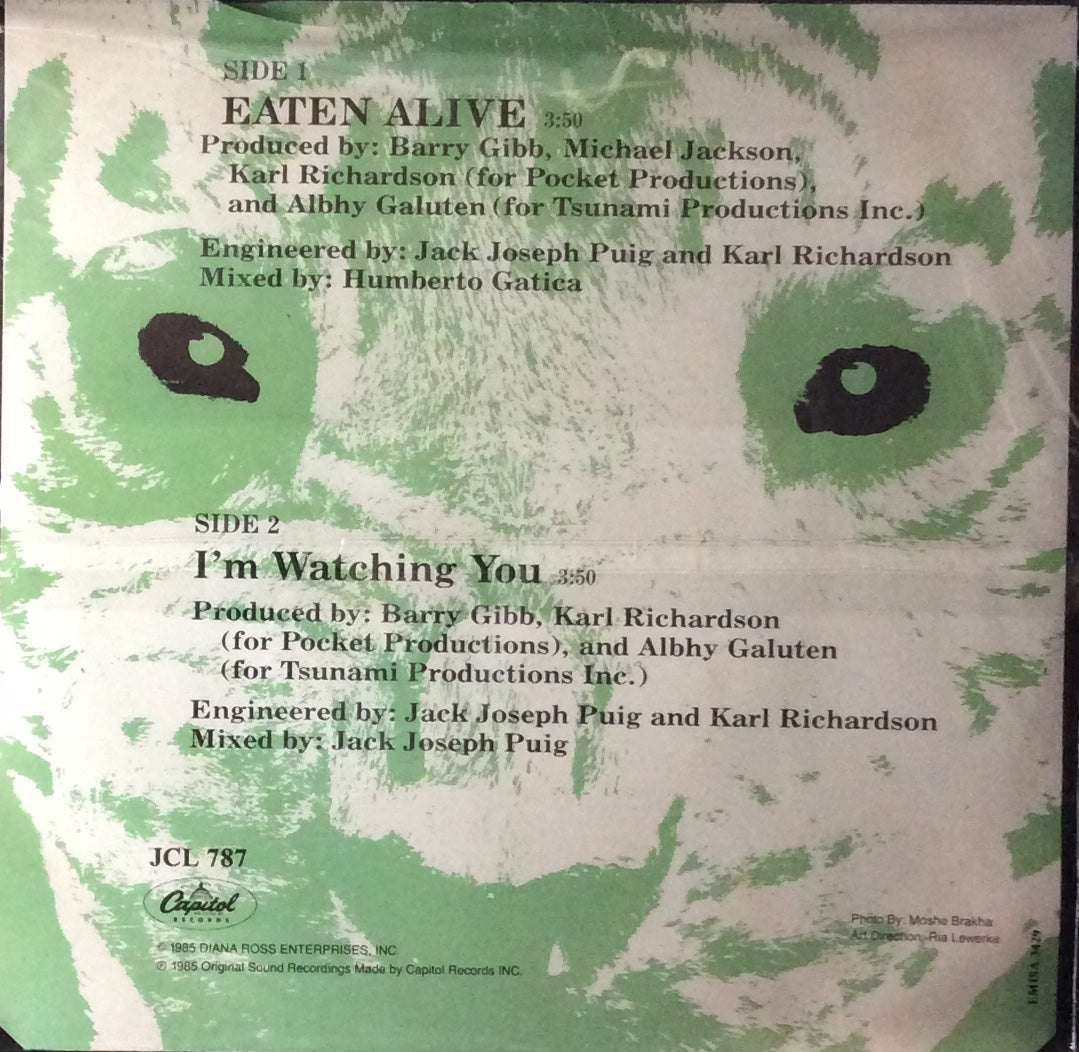 SIDE 1
EATEN ALIVE 3:50
Produced by: Barry Gibb, Michael Jackson,
Karl Richardson (for Pocket Productions),
and Albhy Galuten (for Tsunami Productions Inc.)
Engineered by: Jack Joseph Puig and Karl Richardson
Mixed by: Humberto Gatica
SIDE 2
I'm Watching You 3:50
Produced by: Barry Gibb, Karl Richardson
(for Pocket Productions), and Albhy Galuten
(for Tsunami Productions Inc.)
Engineered by: Jack Joseph Puig and Karl Richardson
Mixed by: Jack Joseph Puig
JCL 787
Capitol
RECORDS
© 1985 DIANA ROSS ENTERPRISES, INC
℗ 1985 Original Sound Recordings Made by Capitol Records INC.
Photo By: Moshe Brakha
Art Direction: Ria Lewerke
EMISA 3429